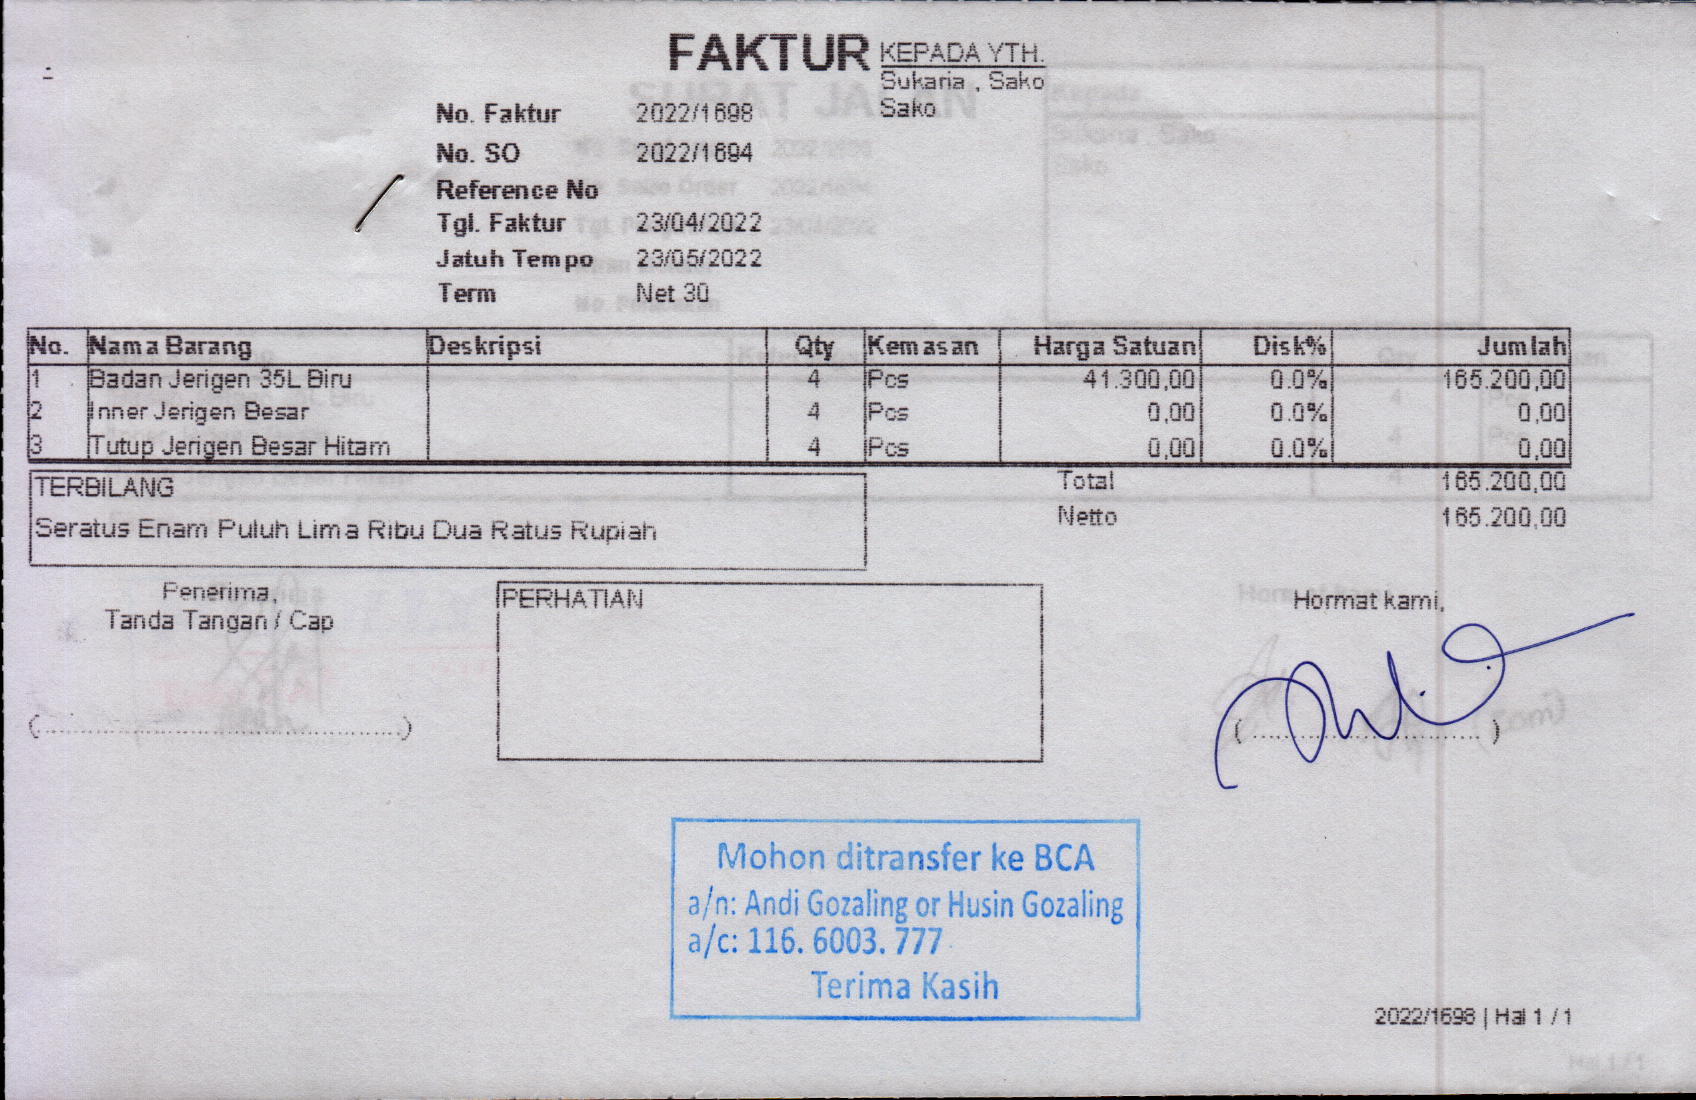 FAKTUR
KEPADA YTH.
Sukaria , Sako
Sako
No. Faktur 2022/1698
No. SO 2022/1694
Reference No
Tgl. Faktur 23/04/2022
Jatuh Tempo 23/05/2022
Term Net 30
No. Nama Barang Deskripsi Qty Kemasan Harga Satuan Disk% Jumlah
1 Badan Jerigen 35L Biru 4 Pcs 41.300,00 0.0% 165.200,00
2 Inner Jerigen Besar 4 Pcs 0,00 0.0% 0,00
3 Tutup Jerigen Besar Hitam 4 Pcs 0,00 0.0% 0,00
Total 165.200,00
Netto 165.200,00
TERBILANG
Seratus Enam Puluh Lima Ribu Dua Ratus Rupiah
Penerima,
Tanda Tangan / Cap
(..........................................)
PERHATIAN
Hormat kami,
(..............................)
Mohon ditransfer ke BCA
a/n: Andi Gozaling or Husin Gozaling
a/c: 116. 6003. 777
Terima Kasih
2022/1698 | Hal 1 / 1